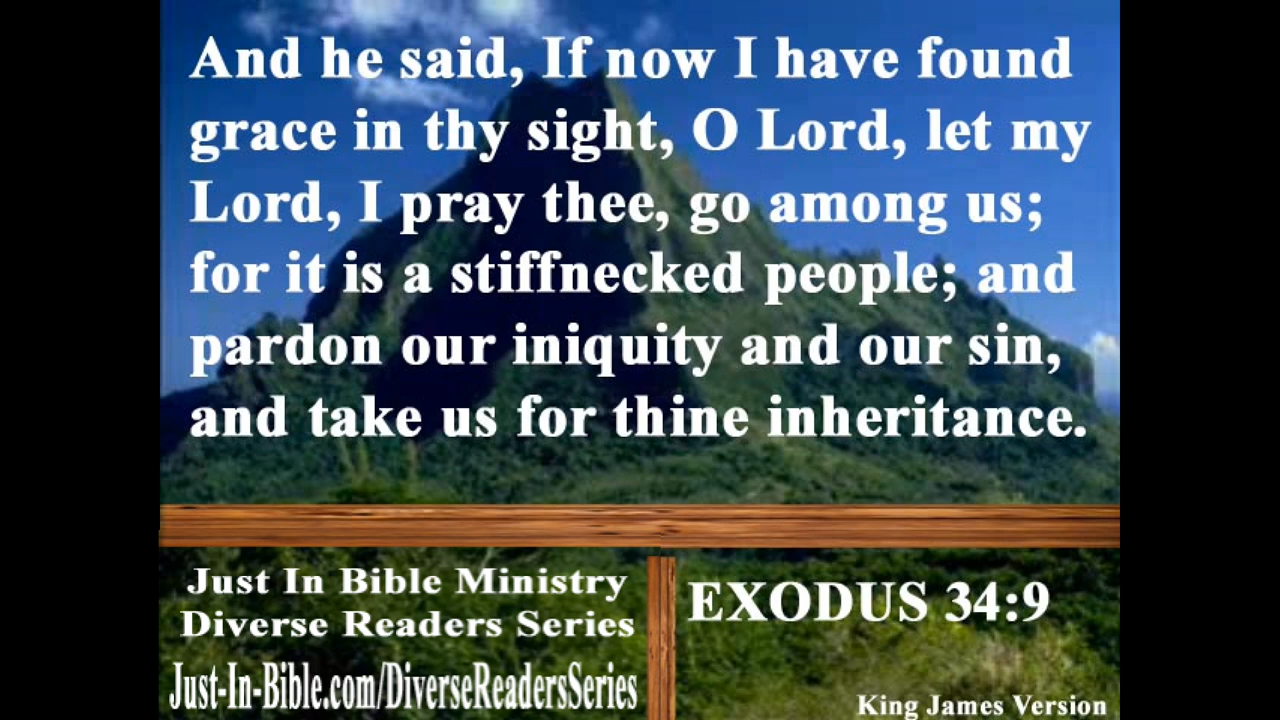 And he said, If now I have found
grace in thy sight, O Lord, let my
Lord, I pray thee, go among us;
for it is a stiffnecked people; and
pardon our iniquity and our sin,
and take us for thine inheritance.
Just In Bible Ministry
Diverse Readers Series
Just-In-Bible.com/DiverseReadersSeries
EXODUS 34:9
King James Version